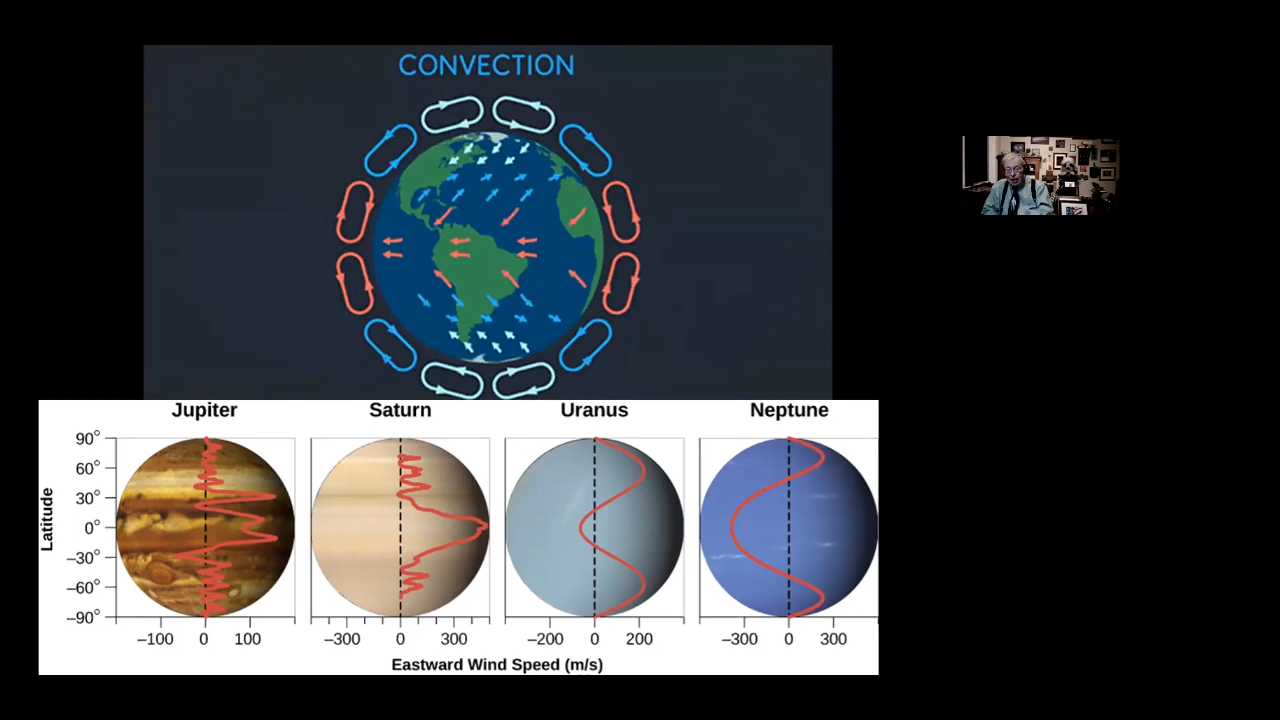 CONVECTION
Jupiter Saturn Uranus Neptune
Latitude
90°
60°
30°
0°
–30°
–60°
–90°
–100 0 100 –300 0 300 –200 0 200 –300 0 300
Eastward Wind Speed (m/s)